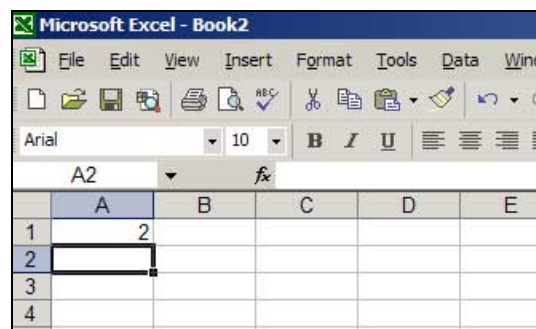 Microsoft Excel - Book2
File Edit View Insert Format Tools Data
ABC
Arial 10 B I U
A2 fx
A B C D E
1 2
2
3
4